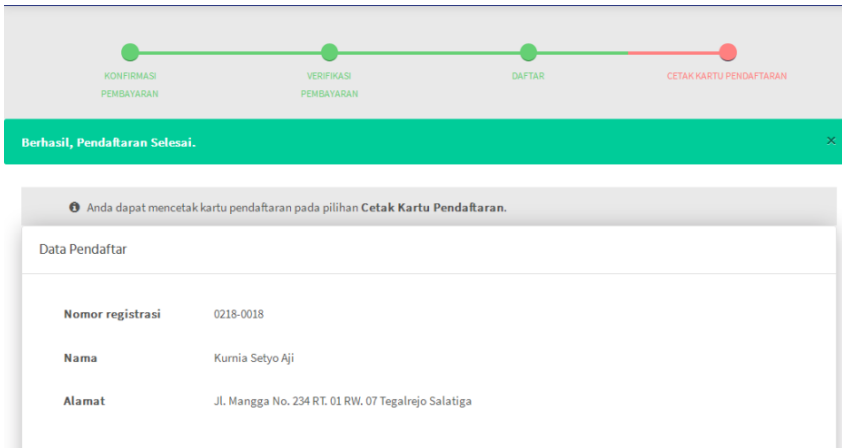 KONFIRMASI
PEMBAYARAN
VERIFIKASI
PEMBAYARAN
DAFTAR
CETAK KARTU PENDAFTARAN
Berhasil, Pendaftaran Selesai.
×
Anda dapat mencetak kartu pendaftaran pada pilihan Cetak Kartu Pendaftaran.
Data Pendaftar
Nomor registrasi 0218-0018
Nama Kurnia Setyo Aji
Alamat Jl. Mangga No. 234 RT. 01 RW. 07 Tegalrejo Salatiga